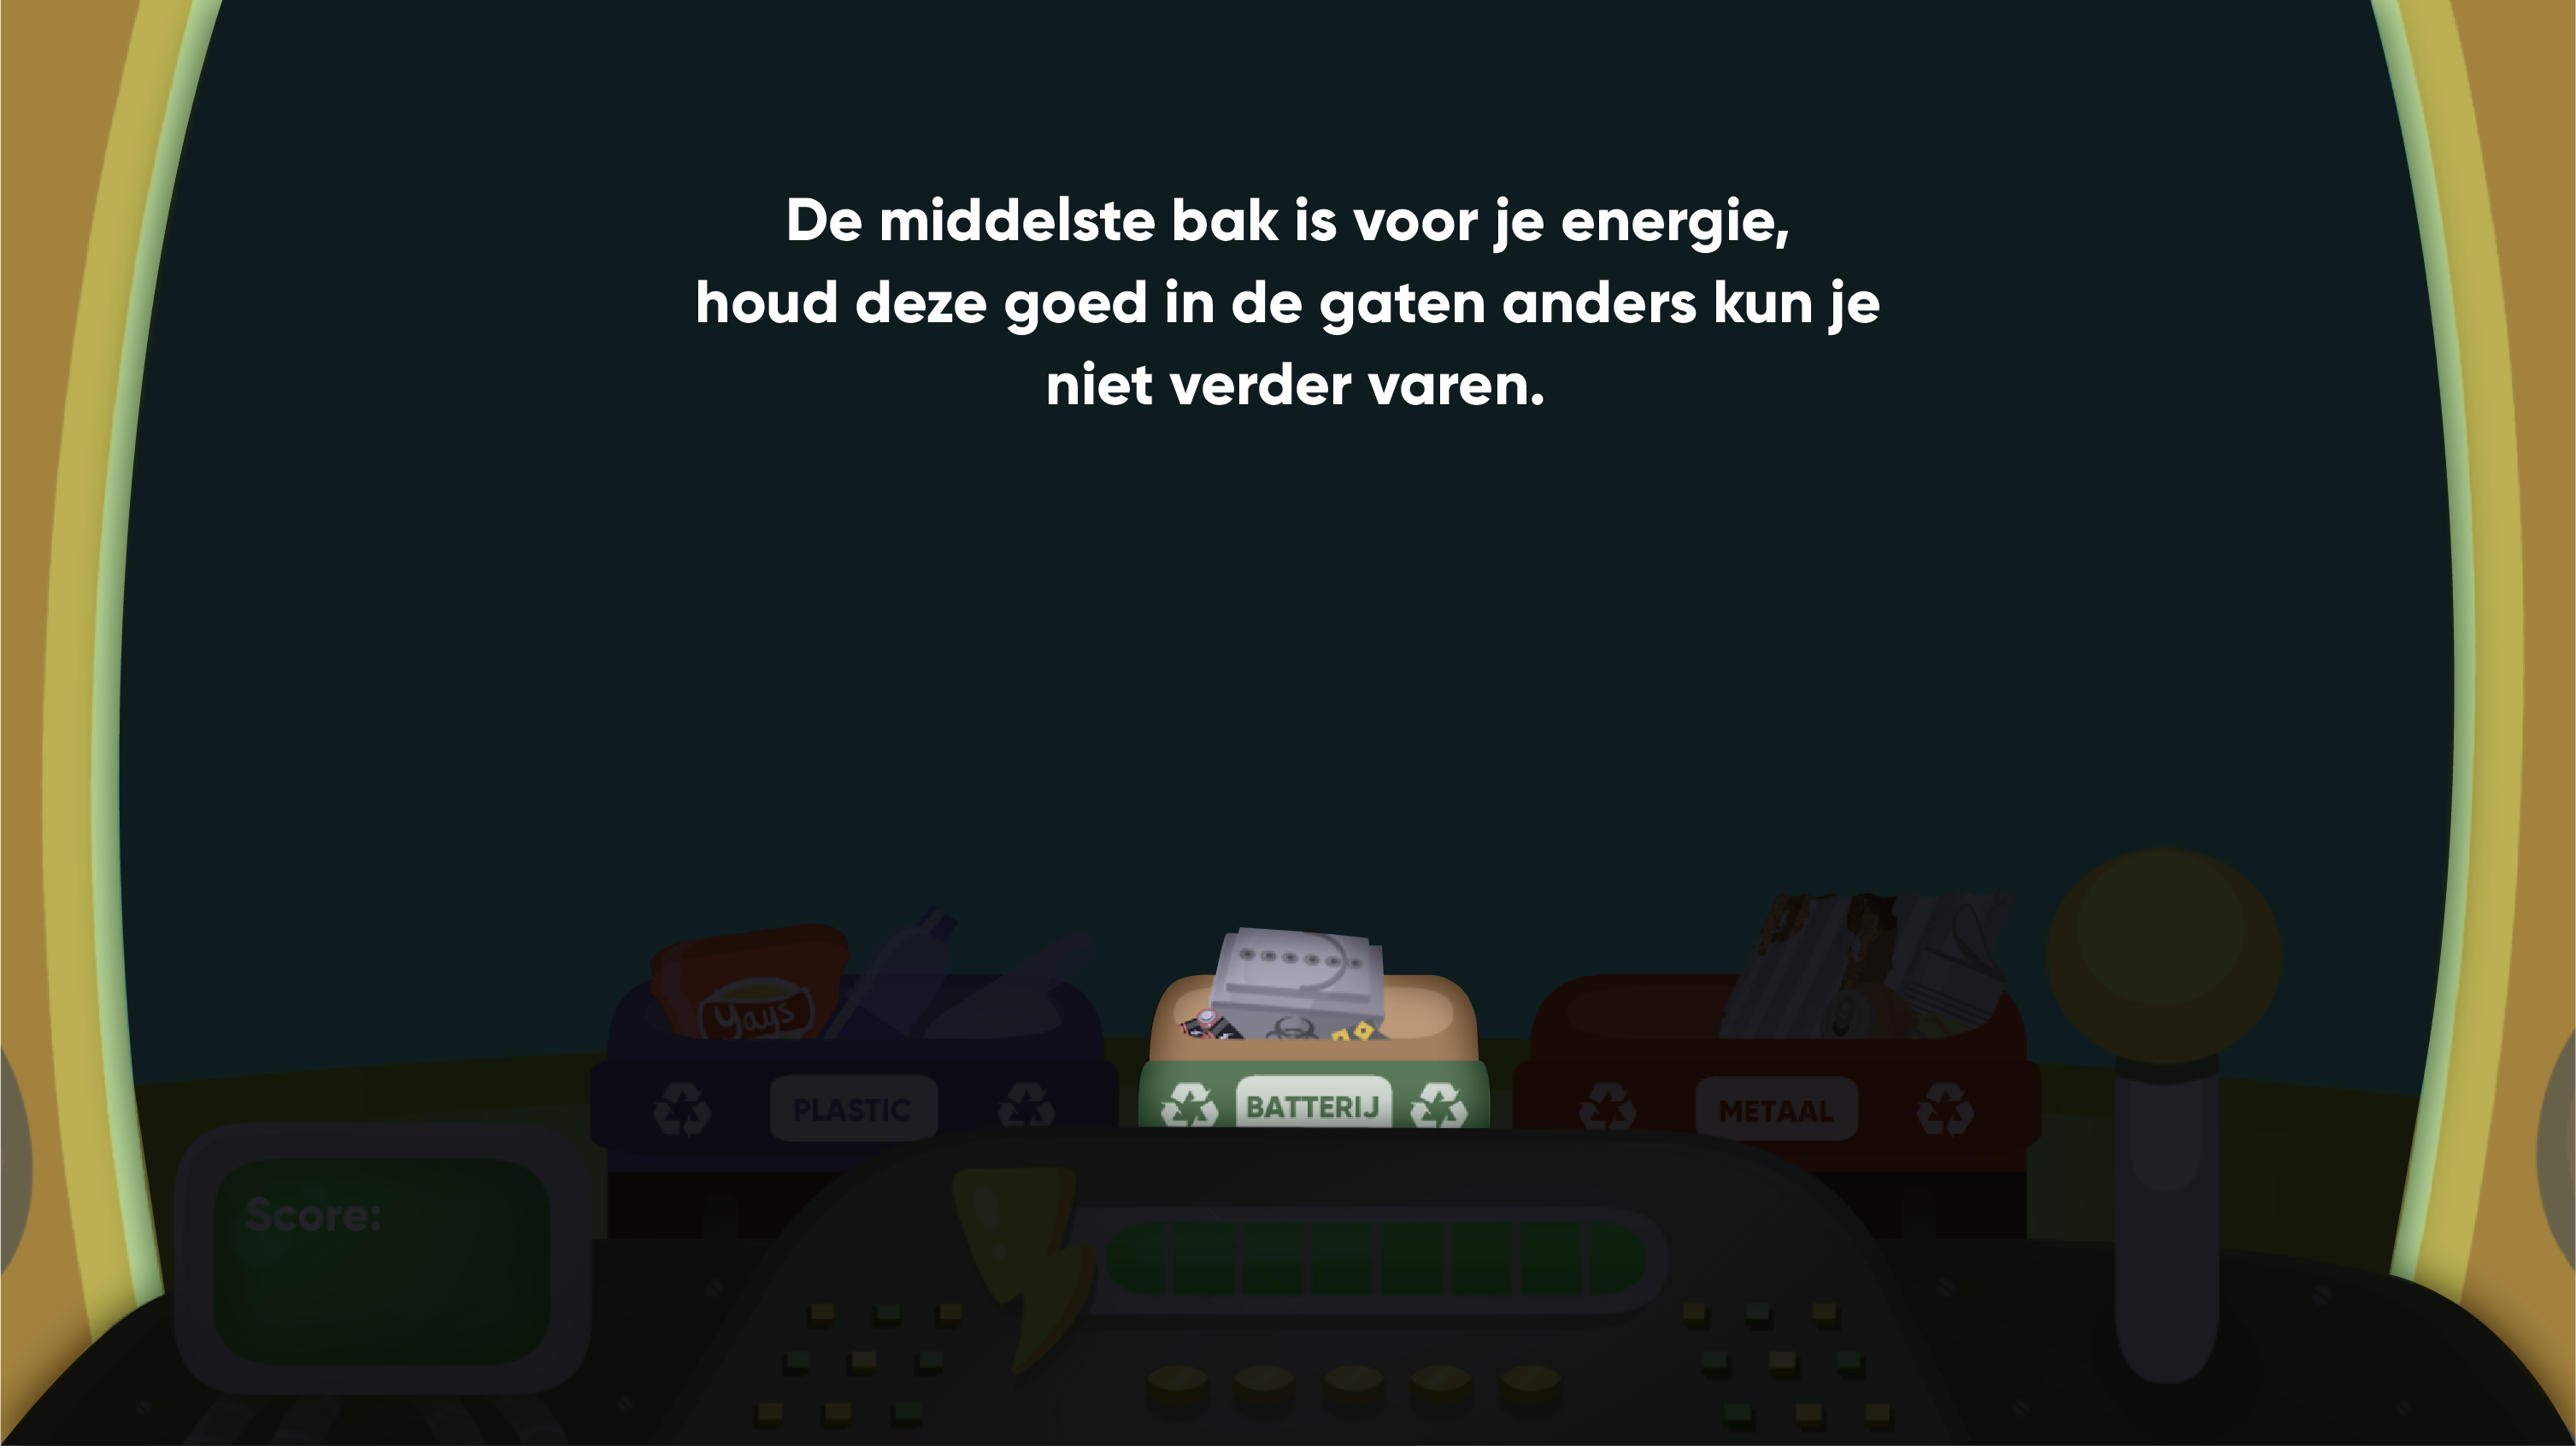 De middelste bak is voor je energie,
houd deze goed in de gaten anders kun je
niet verder varen.
Yays
PLASTIC
BATTERIJ
METAAL
Score: